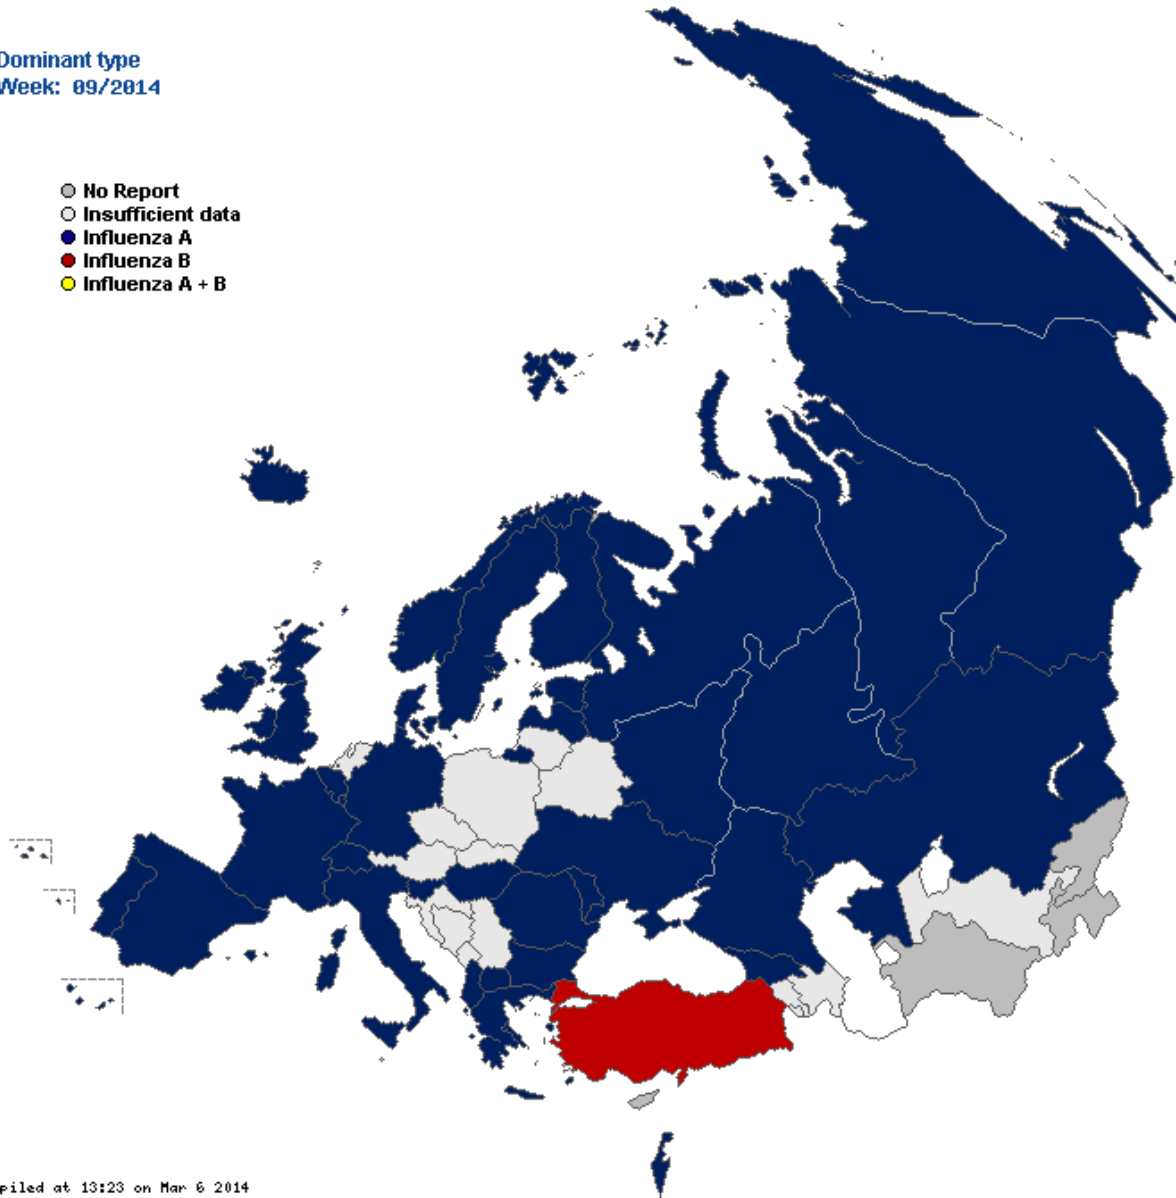 Dominant type
Week: 09/2014
No Report
Insufficient data
Influenza A
Influenza B
Influenza A + B
piled at 13:23 on Mar 6 2014